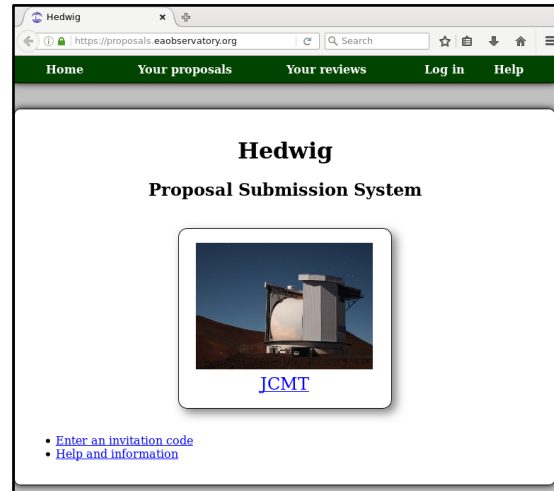 Hedwig
https://proposals.eaobservatory.org
Search
Home Your proposals Your reviews Log in Help
Hedwig
Proposal Submission System
JCMT
Enter an invitation code
Help and information